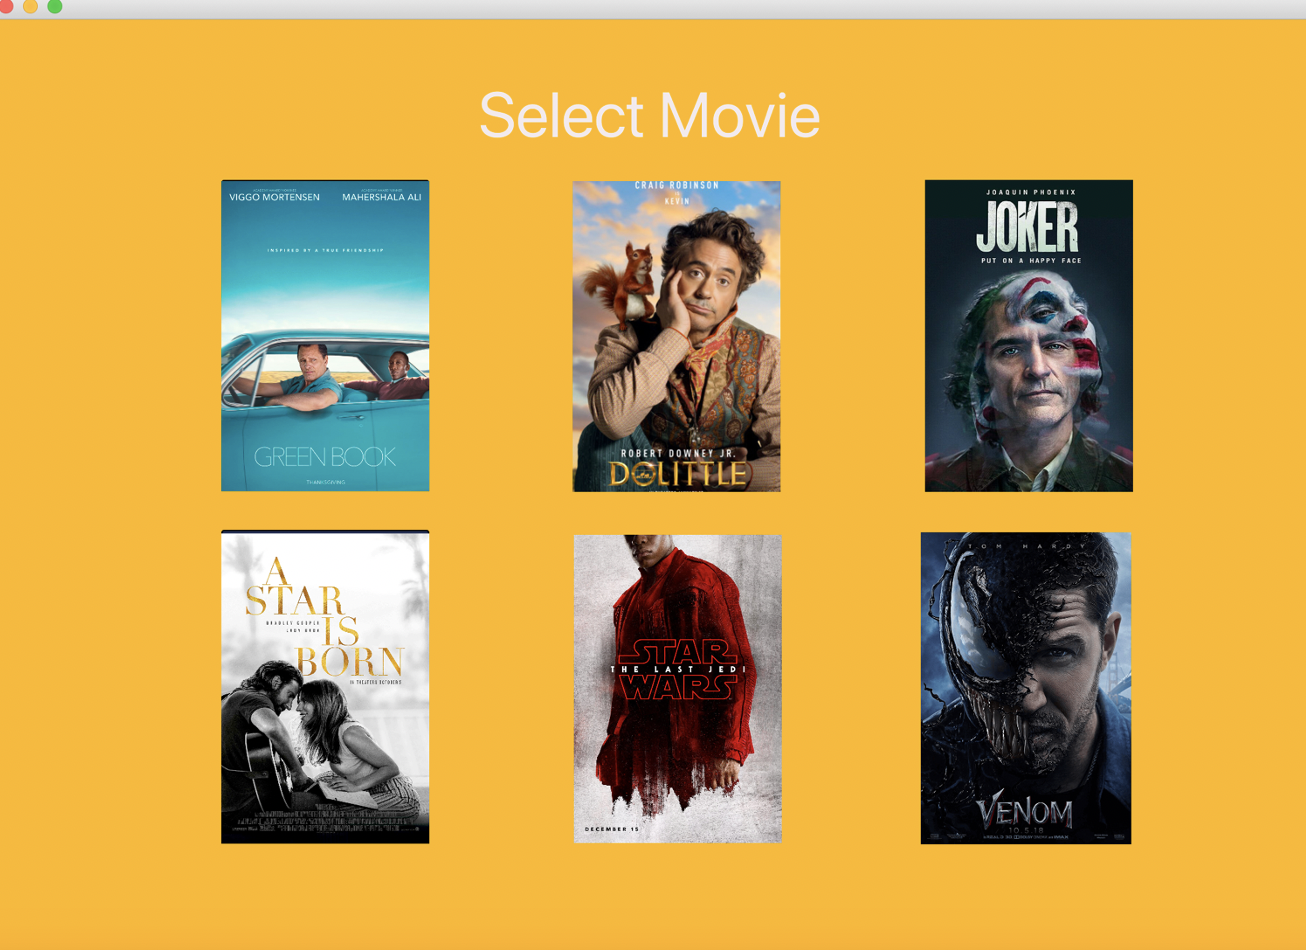 Select Movie
VIGGO MORTENSEN MAHERSHALA ALI
INSPIRED BY A TRUE FRIENDSHIP
GREEN BOOK
THANKSGIVING
CRAIG ROBINSON
KEVIN
ROBERT DOWNEY JR.
DOLITTLE
JOAQUIN PHOENIX
JOKER
PUT ON A HAPPY FACE
A
STAR
BRADLEY COOPER
LADY GAGA
IS
BORN
IN THEATERS OCTOBER 5
STAR
THE LAST JEDI
WARS
DECEMBER 15
TOM HARDY
VENOM
10.5.18